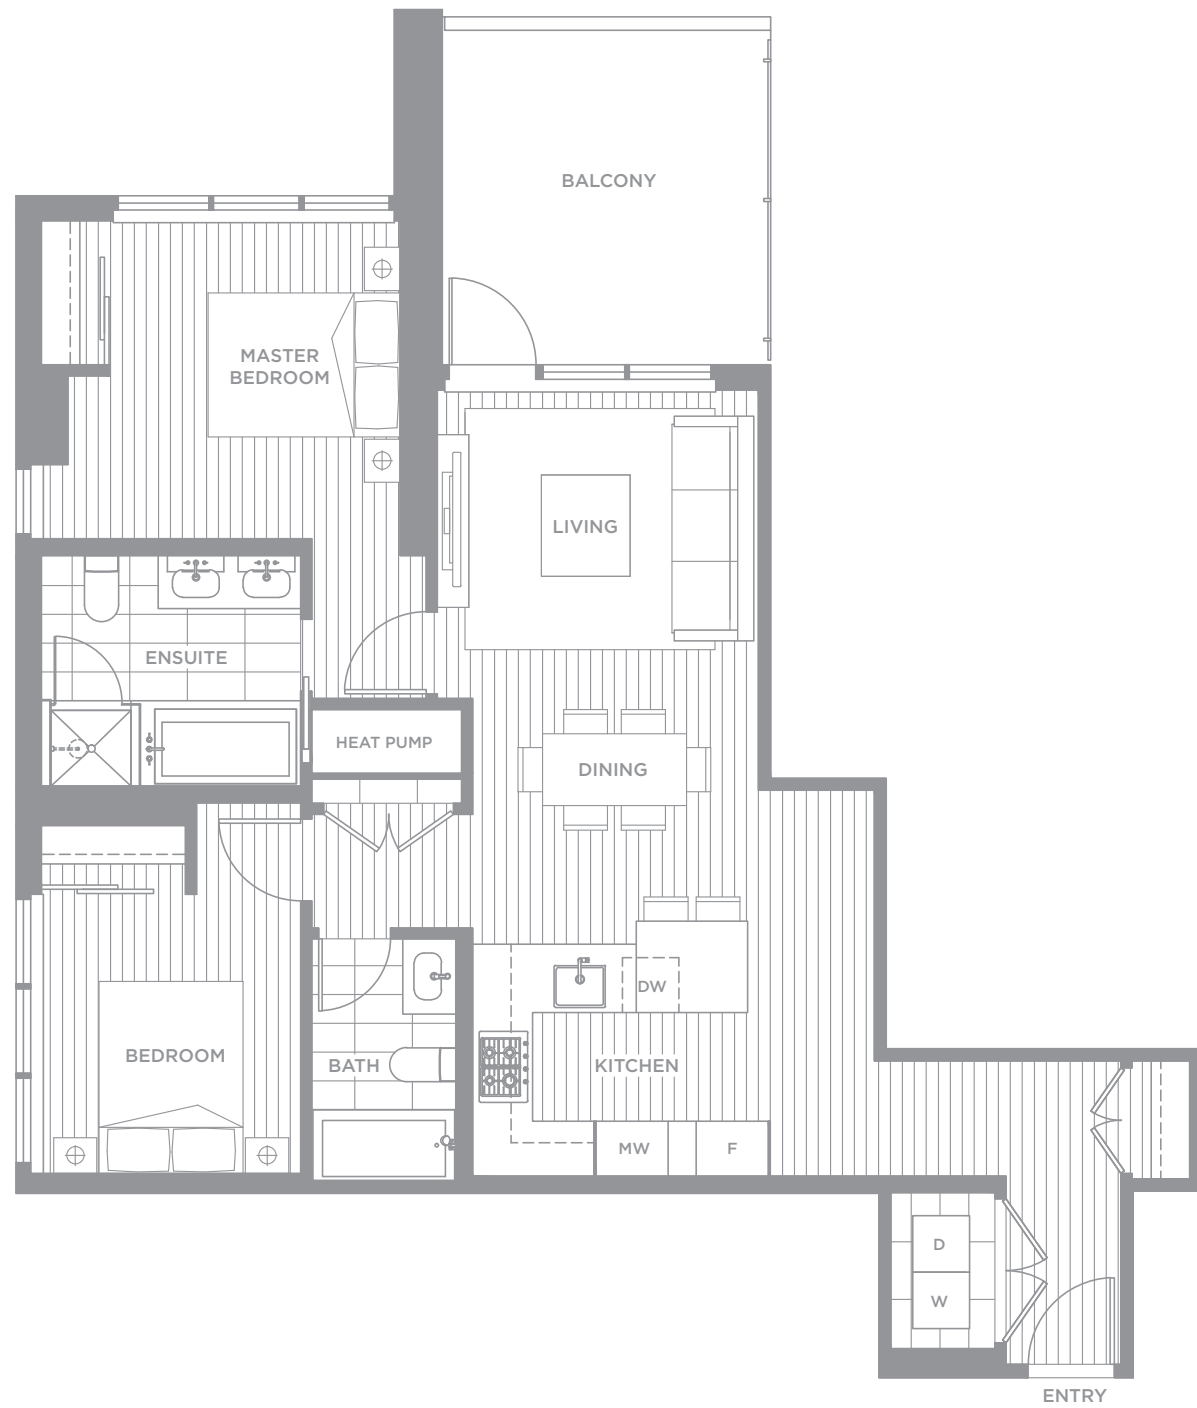 BALCONY
MASTER
BEDROOM
LIVING
ENSUITE
HEAT PUMP
DINING
DW
BEDROOM
BATH
KITCHEN
MW
F
D
W
ENTRY